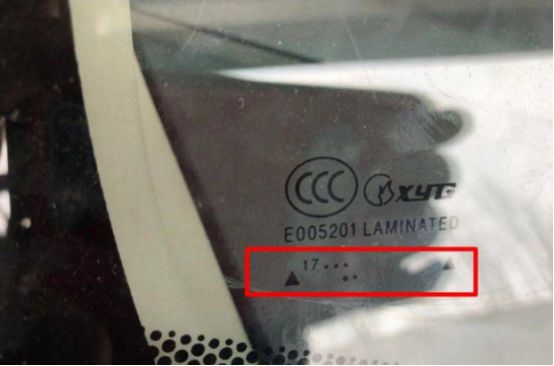 CCC XYG
E005201 LAMINATED
▲ 17••• ▲
••